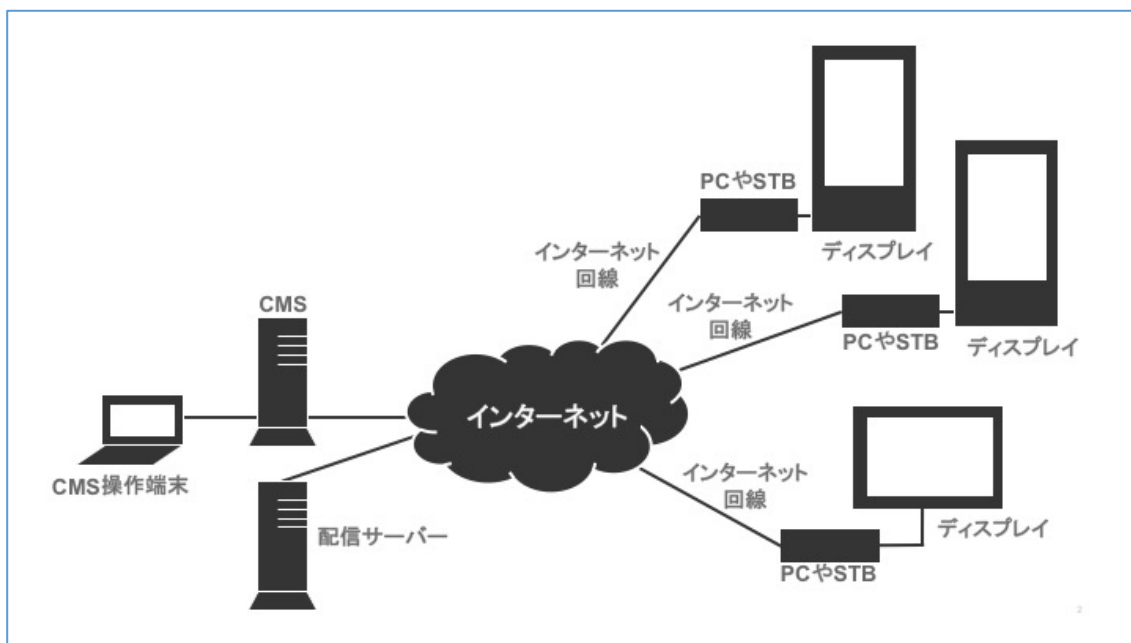 PCやSTB
ディスプレイ
インターネット
回線
インターネット
回線
PCやSTB
ディスプレイ
CMS
インターネット
CMS操作端末
インターネット
回線
配信サーバー
ディスプレイ
PCやSTB
2